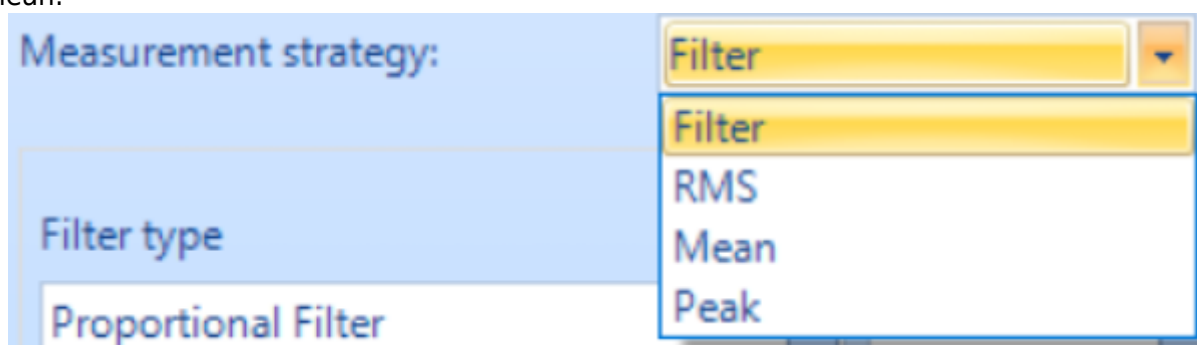 Measurement strategy:
Filter
Filter
RMS
Mean
Peak
Filter type
Proportional Filter